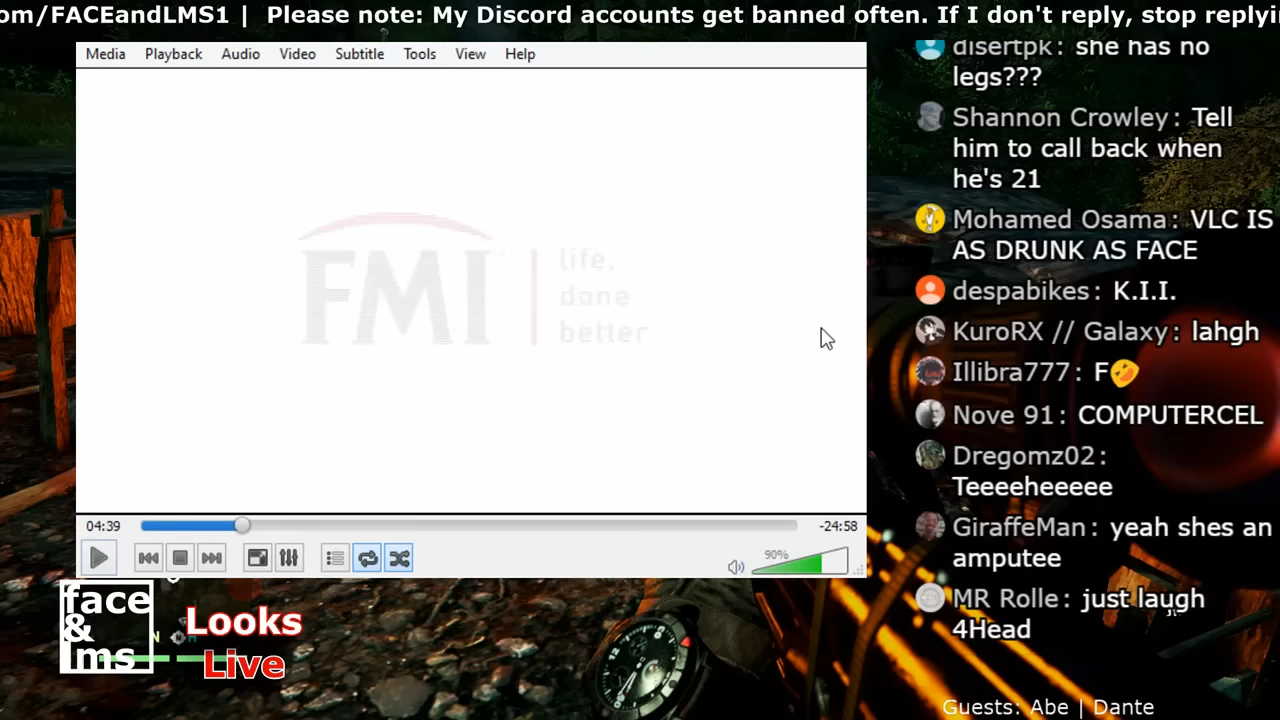 om/FACEandLMS1 | Please note: My Discord accounts get banned often. If I don't reply, stop replyi
Media Playback Audio Video Subtitle Tools View Help
FMI™
life.
done
better
04:39
-24:58
90%
face
&
lms
Looks
Live
disertpk: she has no
legs???
Shannon Crowley: Tell
him to call back when
he's 21
Mohamed Osama: VLC IS
AS DRUNK AS FACE
despabikes: K.I.I.
KuroRX // Galaxy: lahgh
Illibra777: F🤣
Nove 91: COMPUTERCEL
Dregomz02:
Teeeeheeeee
GiraffeMan: yeah shes an
amputee
MR Rolle: just laugh
4Head
Guests: Abe | Dante